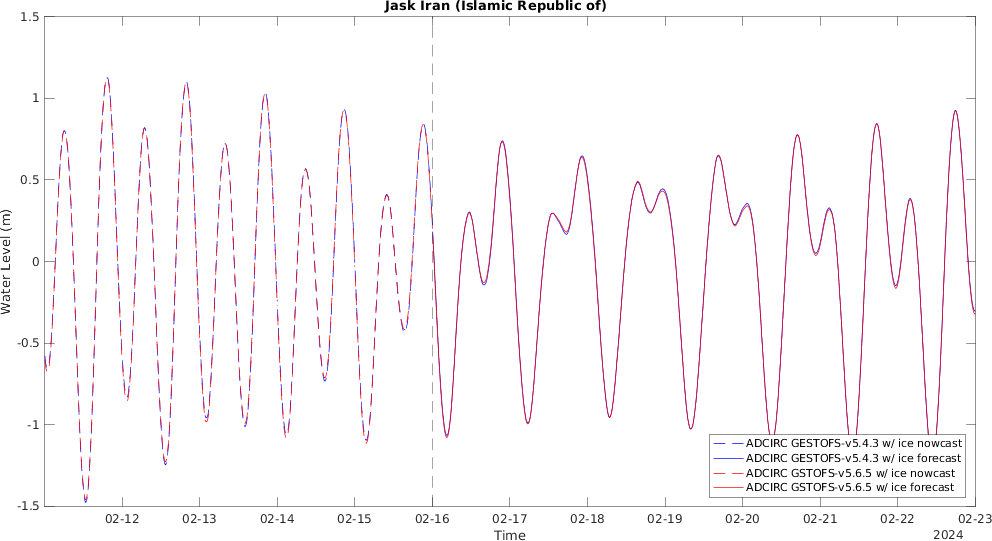 Jask Iran (Islamic Republic of)
1.5
1
0.5
0
-0.5
-1
-1.5
Water Level (m)
02-12 02-13 02-14 02-15 02-16 02-17 02-18 02-19 02-20 02-21 02-22 02-23
Time
2024
ADCIRC GESTOFS-v5.4.3 w/ ice nowcast
ADCIRC GESTOFS-v5.4.3 w/ ice forecast
ADCIRC GSTOFS-v5.6.5 w/ ice nowcast
ADCIRC GSTOFS-v5.6.5 w/ ice forecast